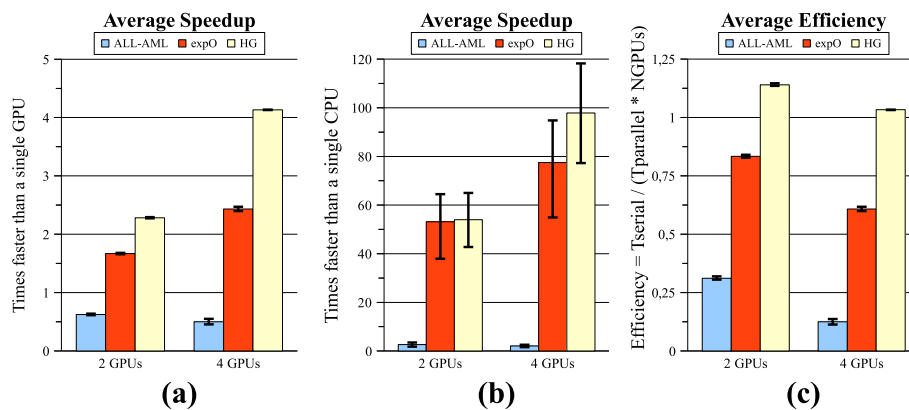 Average Speedup
ALL-AML expO HG
Times faster than a single GPU
5
4
3
2
1
0
2 GPUs 4 GPUs
(a)
Average Speedup
ALL-AML expO HG
Times faster than a single CPU
120
100
80
60
40
20
0
2 GPUs 4 GPUs
(b)
Average Efficiency
ALL-AML expO HG
Efficiency = Tserial / (Tparallel * NGPUs)
1,25
1
0,75
0,5
0,25
0
2 GPUs 4 GPUs
(c)